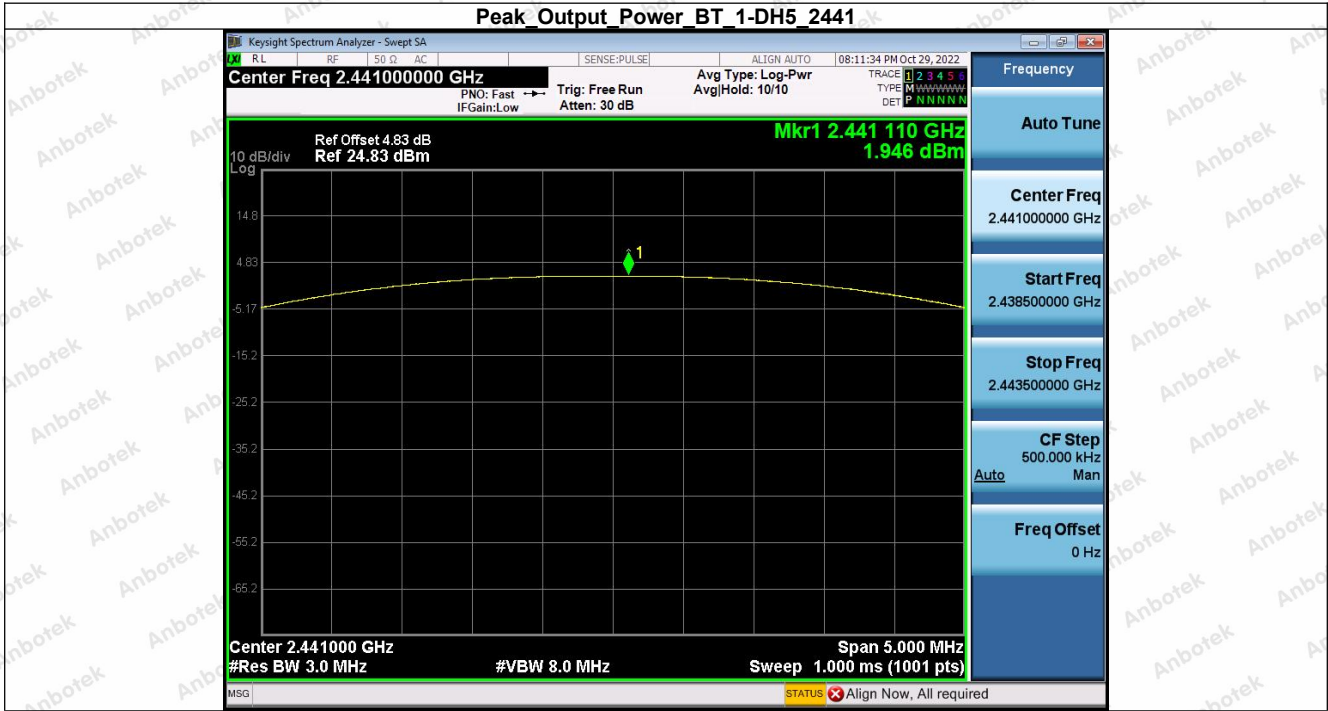 Peak_Output_Power_BT_1-DH5_2441
Keysight Spectrum Analyzer - Swept SA
LXI RL RF 50 Ω AC SENSE:PULSE ALIGN AUTO 08:11:34 PM Oct 29, 2022
Center Freq 2.441000000 GHz
PNO: Fast
IFGain:Low
Trig: Free Run
Atten: 30 dB
Avg Type: Log-Pwr
Avg|Hold: 10/10
TRACE 1 2 3 4 5 6
TYPE M WWWWW
DET P N N N N N
Ref Offset 4.83 dB
10 dB/div Ref 24.83 dBm
Log
Mkr1 2.441 110 GHz
1.946 dBm
1
14.8
4.83
-5.17
-15.2
-25.2
-35.2
-45.2
-55.2
-65.2
Center 2.441000 GHz Span 5.000 MHz
#Res BW 3.0 MHz #VBW 8.0 MHz Sweep 1.000 ms (1001 pts)
MSG STATUS Align Now, All required
Frequency
Auto Tune
Center Freq
2.441000000 GHz
Start Freq
2.438500000 GHz
Stop Freq
2.443500000 GHz
CF Step
500.000 kHz
Auto Man
Freq Offset
0 Hz
Anbotek